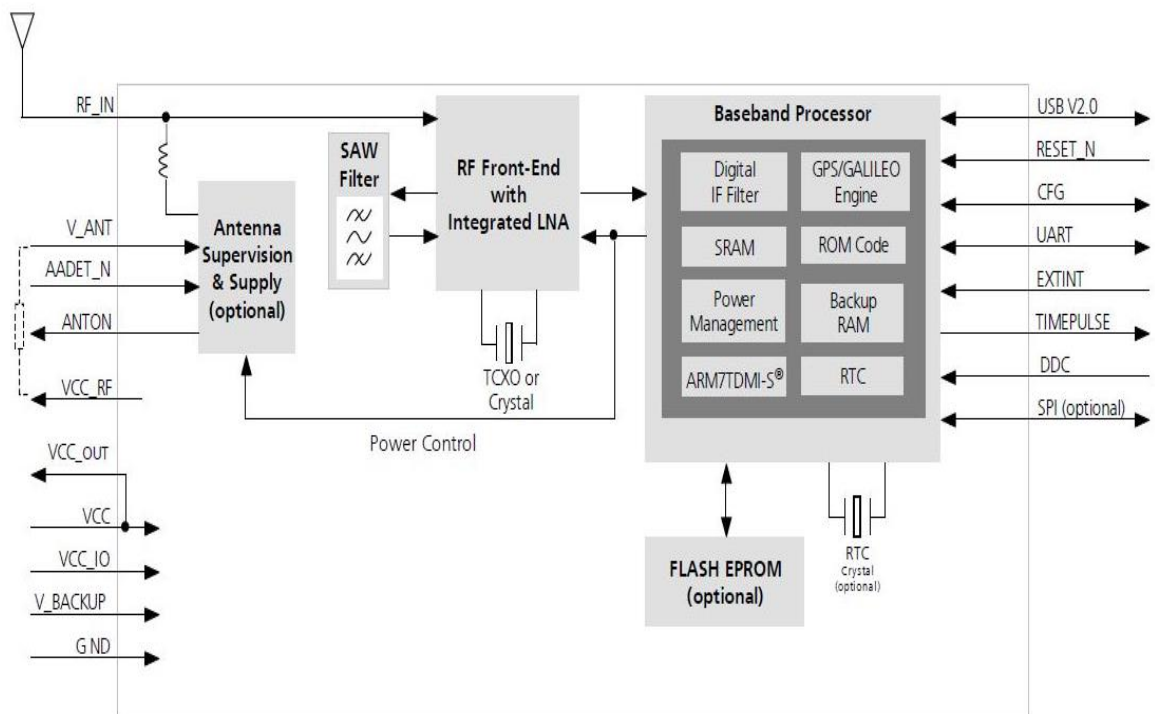 RF_IN
V_ANT
AADET_N
ANTON
VCC_RF
VCC_OUT
VCC
VCC_IO
V_BACKUP
G ND
Antenna
Supervision
& Supply
(optional)
SAW
Filter
RF Front-End
with
Integrated LNA
TCXO or
Crystal
Power Control
Baseband Processor
Digital
IF Filter
GPS/GALILEO
Engine
SRAM
ROM Code
Power
Management
Backup
RAM
ARM7TDMI-S®
RTC
FLASH EPROM
(optional)
RTC
Crystal
(optional)
USB V2.0
RESET_N
CFG
UART
EXTINT
TIMEPULSE
DDC
SPI (optional)